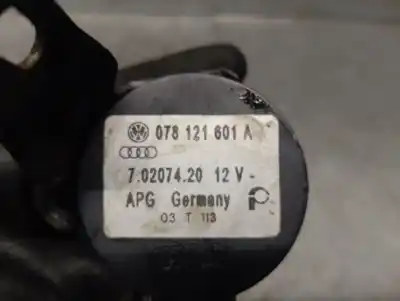 078 121 601 A
7.02074.20 12 V-
APG Germany
03 T 113